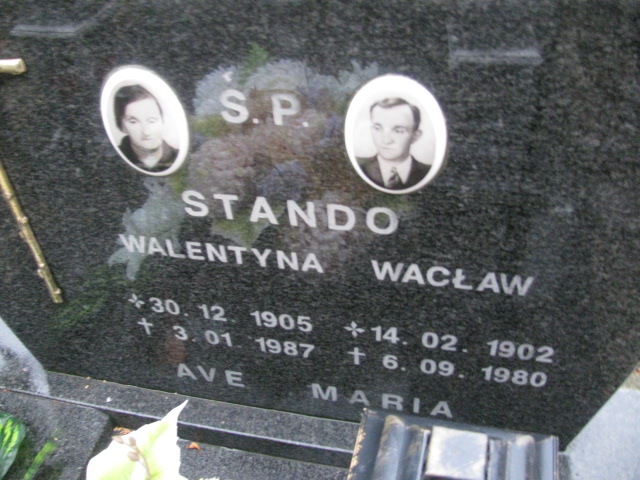 Ś.P.
STANDO
WALENTYNA WACŁAW
30.12 1905 14.02.1902
3.01 1987 6.09.1980
AVE MARIA